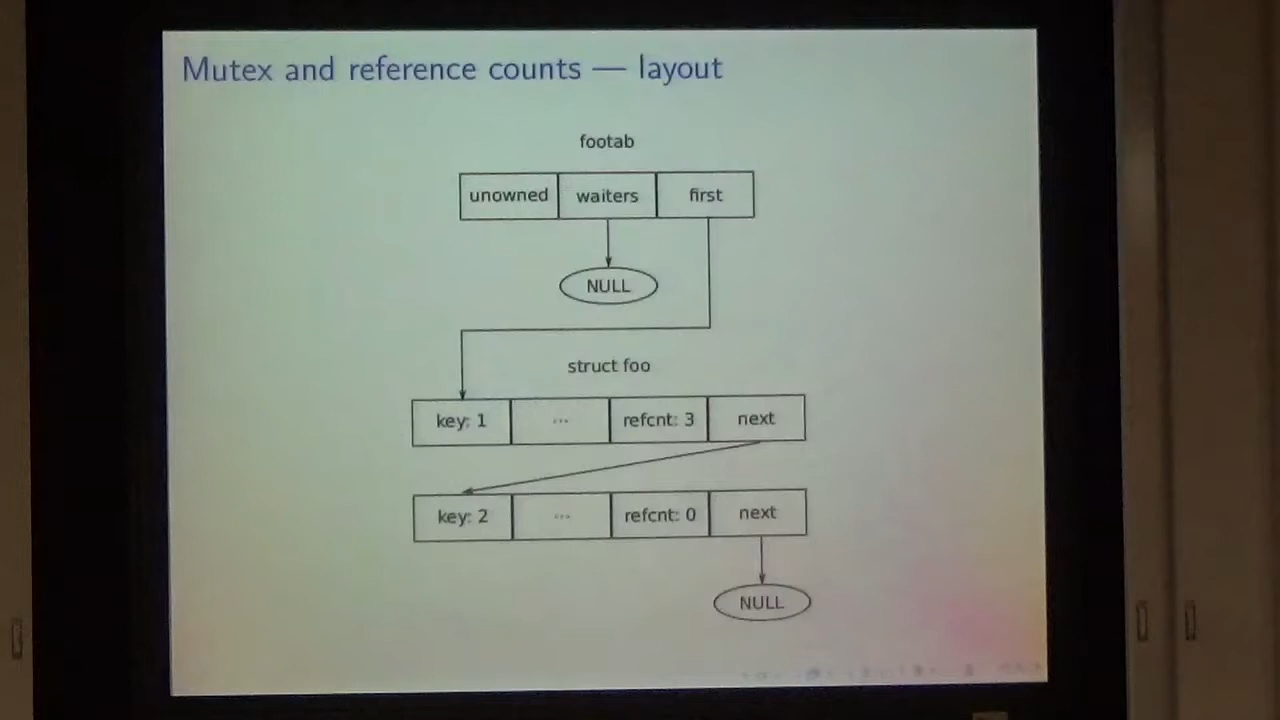 Mutex and reference counts — layout
footab
unowned waiters first
NULL
struct foo
key: 1 ... refcnt: 3 next
key: 2 ... refcnt: 0 next
NULL